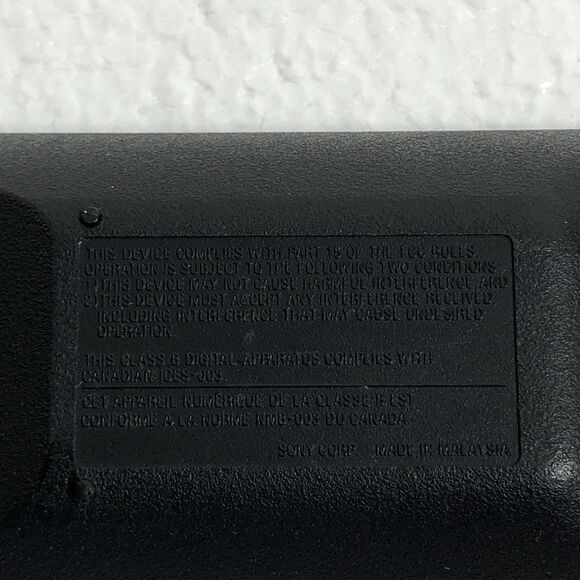 THIS DEVICE COMPLIES WITH PART 15 OF THE FCC RULES.
OPERATION IS SUBJECT TO THE FOLLOWING TWO CONDITIONS:
1) THIS DEVICE MAY NOT CAUSE HARMFUL INTERFERENCE, AND
2) THIS DEVICE MUST ACCEPT ANY INTERFERENCE RECEIVED,
INCLUDING INTERFERENCE THAT MAY CAUSE UNDESIRED
OPERATION.
THIS CLASS B DIGITAL APPARATUS COMPLIES WITH
CANADIAN ICES-003.
CET APPAREIL NUMÉRIQUE DE LA CLASSE B EST
CONFORME À LA NORME NMB-003 DU CANADA.
SONY CORP. MADE IN MALAYSIA